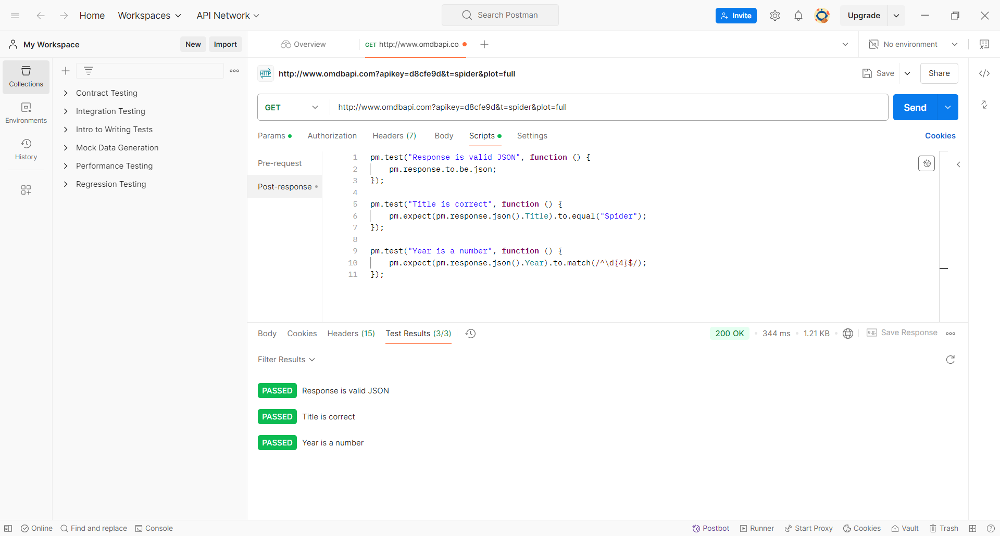 Home Workspaces API Network Search Postman Invite Upgrade
My Workspace New Import Overview GET http://www.omdbapi.co No environment
http://www.omdbapi.com?apikey=d8cfe9d&t=spider&plot=full Save Share
Collections
Environments
History
Contract Testing
Integration Testing
Intro to Writing Tests
Mock Data Generation
Performance Testing
Regression Testing
HTTP
GET http://www.omdbapi.com?apikey=d8cfe9d&t=spider&plot=full Send
Params Authorization Headers (7) Body Scripts Settings Cookies
Pre-request
Post-response
1 pm.test("Response is valid JSON", function () {
2 pm.response.to.be.json;
3 });
4
5 pm.test("Title is correct", function () {
6 pm.expect(pm.response.json().Title).to.equal("Spider");
7 });
8
9 pm.test("Year is a number", function () {
10 pm.expect(pm.response.json().Year).to.match(/^\d{4}$/);
11 });
Body Cookies Headers (15) Test Results (3/3) 200 OK 344 ms 1.21 KB e.g. Save Response
Filter Results
PASSED Response is valid JSON
PASSED Title is correct
PASSED Year is a number
Online Find and replace Console Postbot Runner Start Proxy Cookies Vault Trash